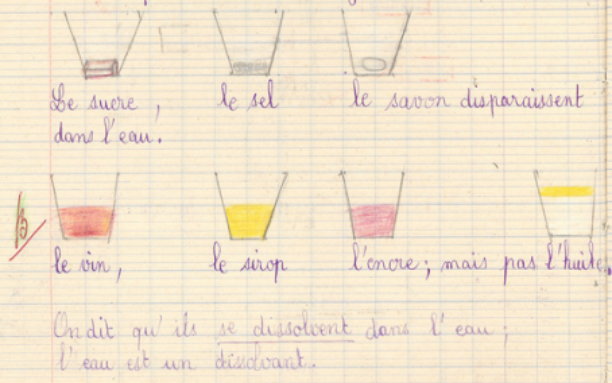 Le sucre, le sel le savon disparaissent
dans l'eau.
le vin, le sirop l'encre; mais pas l'huile.
On dit qu'ils se dissolvent dans l'eau;
l'eau est un dissolvant.